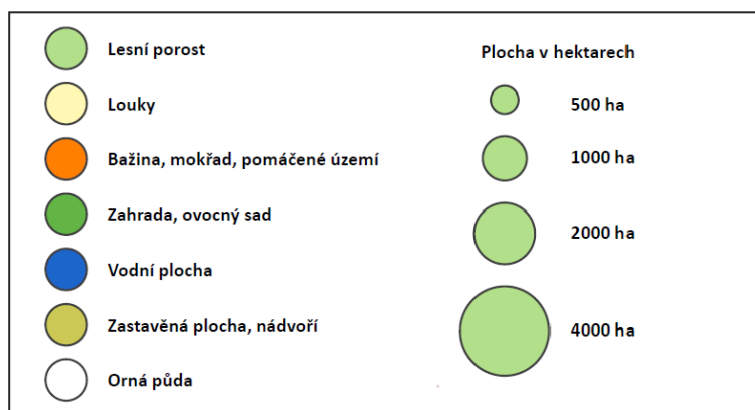 Lesní porost
Louky
Bažina, mokřad, pomáčené území
Zahrada, ovocný sad
Vodní plocha
Zastavěná plocha, nádvoří
Orná půda
Plocha v hektarech
500 ha
1000 ha
2000 ha
4000 ha